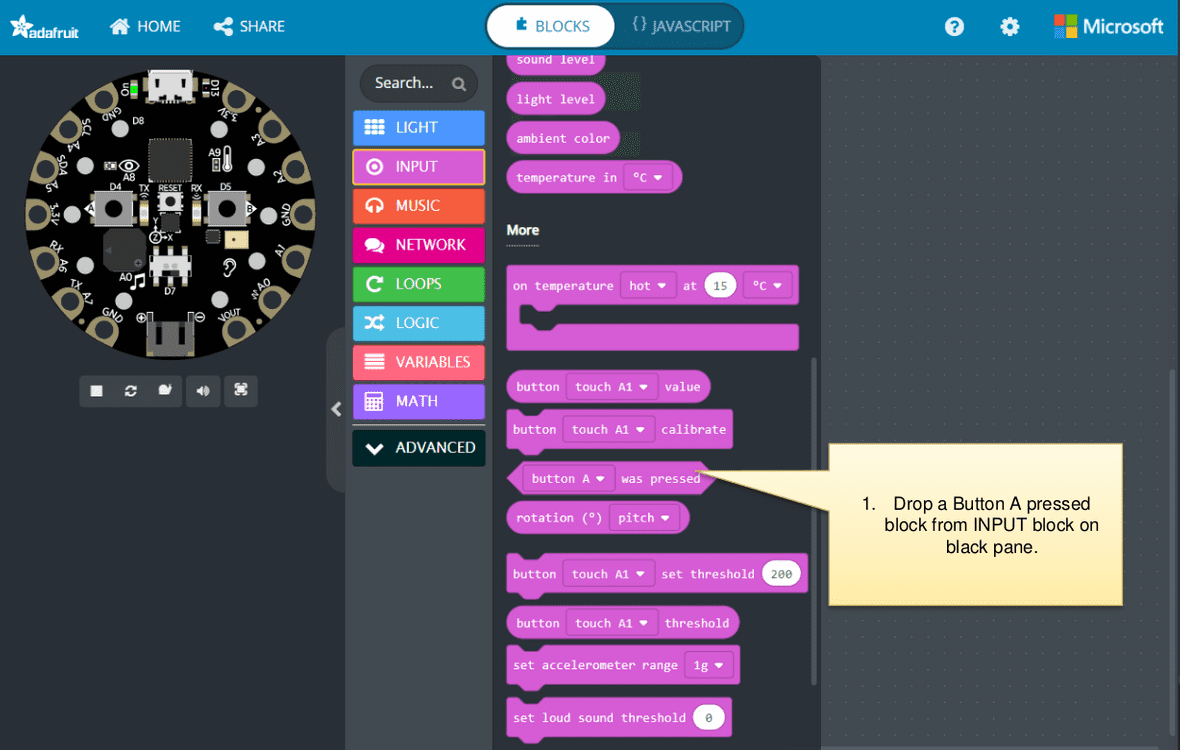 adafruit HOME SHARE BLOCKS {} JAVASCRIPT ? Microsoft
Search...
LIGHT
INPUT
MUSIC
NETWORK
LOOPS
LOGIC
VARIABLES
MATH
ADVANCED
sound level
light level
ambient color
temperature in °C
More
on temperature hot at 15 °C
button touch A1 value
button touch A1 calibrate
button A was pressed
rotation (°) pitch
button touch A1 set threshold 200
button touch A1 threshold
set accelerometer range 1g
set loud sound threshold 0
1. Drop a Button A pressed
block from INPUT block on
black pane.
D13
GND
D8
3.3V
SCL
A4
A3
SDA
A5
A8
A9
A2
D4
TX
RESET
RX
D5
A
B
3.3V
GND
Y
Z
X
RX
A6
A0
A1
D7
TX
A7
A0
GND
VOUT